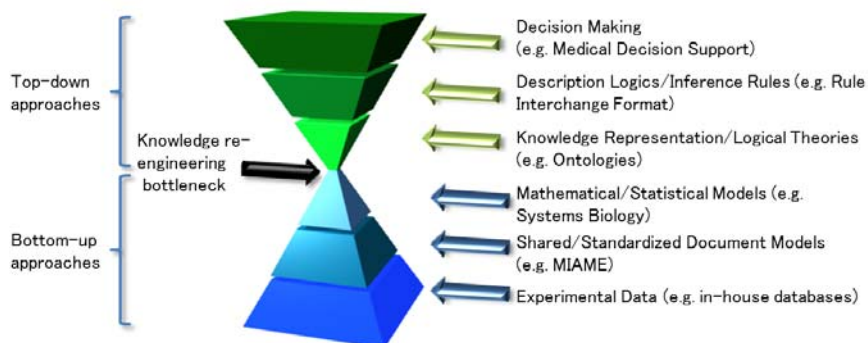 Top-down
approaches
Knowledge re-
engineering
bottleneck
Bottom-up
approaches
Decision Making
(e.g. Medical Decision Support)
Description Logics/Inference Rules (e.g. Rule
Interchange Format)
Knowledge Representation/Logical Theories
(e.g. Ontologies)
Mathematical/Statistical Models (e.g.
Systems Biology)
Shared/Standardized Document Models
(e.g. MIAME)
Experimental Data (e.g. in-house databases)